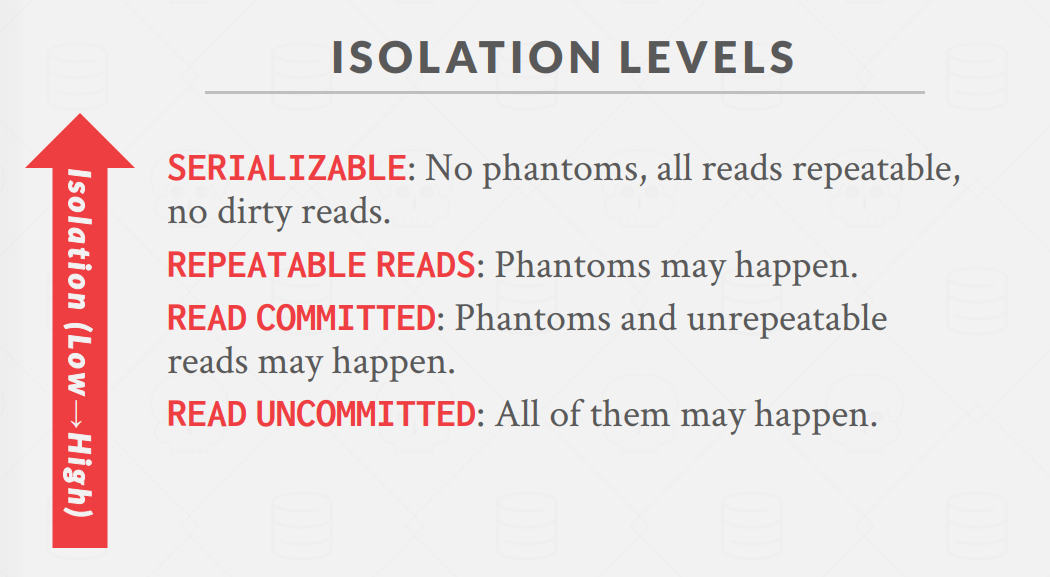 ISOLATION LEVELS
Isolation (Low→High)
SERIALIZABLE: No phantoms, all reads repeatable,
no dirty reads.
REPEATABLE READS: Phantoms may happen.
READ COMMITTED: Phantoms and unrepeatable
reads may happen.
READ UNCOMMITTED: All of them may happen.